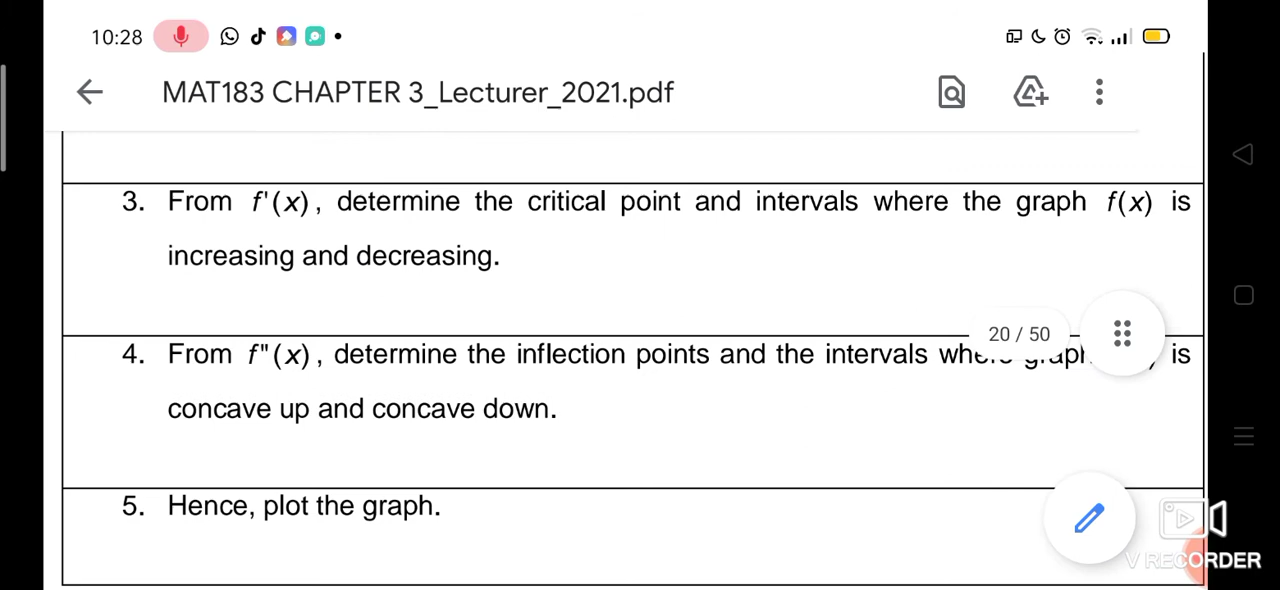 10:28
MAT183 CHAPTER 3_Lecturer_2021.pdf
3. From f'(x), determine the critical point and intervals where the graph f(x) is
increasing and decreasing.
20 / 50
4. From f"(x), determine the inflection points and the intervals where graph is
concave up and concave down.
5. Hence, plot the graph.
V RECORDER